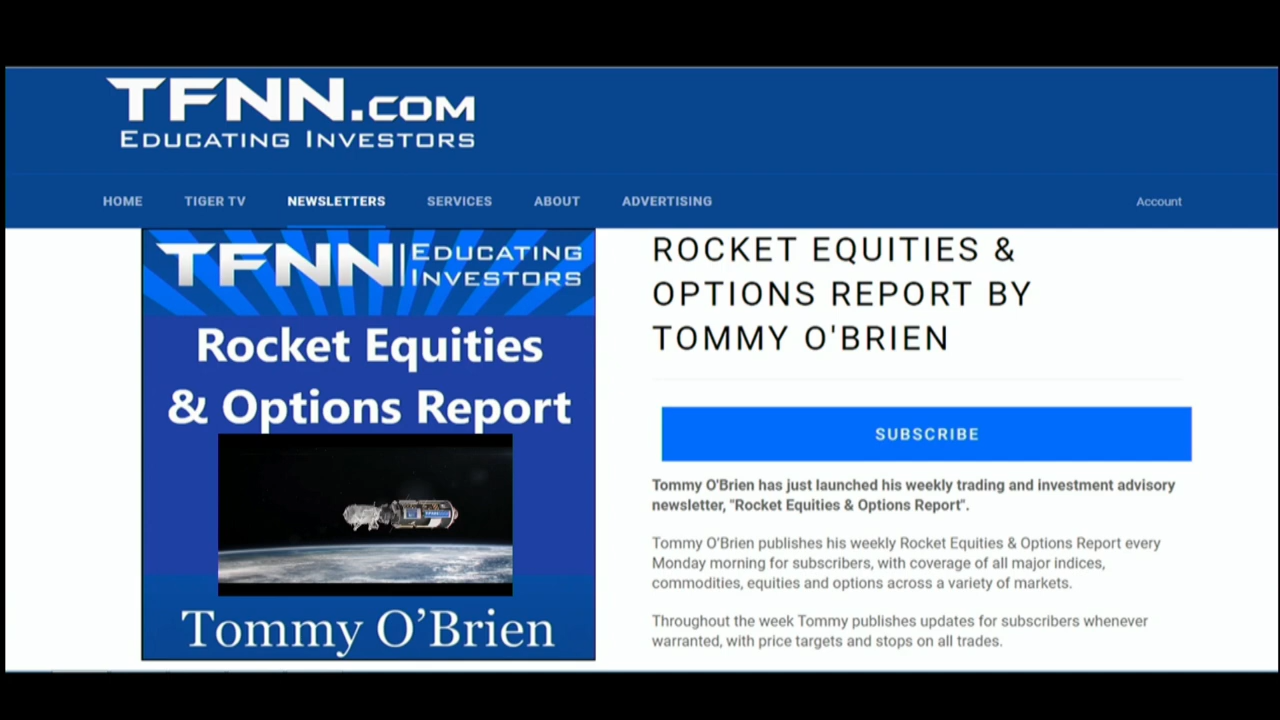 TFNN.COM
EDUCATING INVESTORS
HOME TIGER TV NEWSLETTERS SERVICES ABOUT ADVERTISING Account
TFNN EDUCATING
INVESTORS
Rocket Equities
& Options Report
Tommy O’Brien
ROCKET EQUITIES &
OPTIONS REPORT BY
TOMMY O'BRIEN
SUBSCRIBE
Tommy O'Brien has just launched his weekly trading and investment advisory
newsletter, "Rocket Equities & Options Report".
Tommy O'Brien publishes his weekly Rocket Equities & Options Report every
Monday morning for subscribers, with coverage of all major indices,
commodities, equities and options across a variety of markets.
Throughout the week Tommy publishes updates for subscribers whenever
warranted, with price targets and stops on all trades.